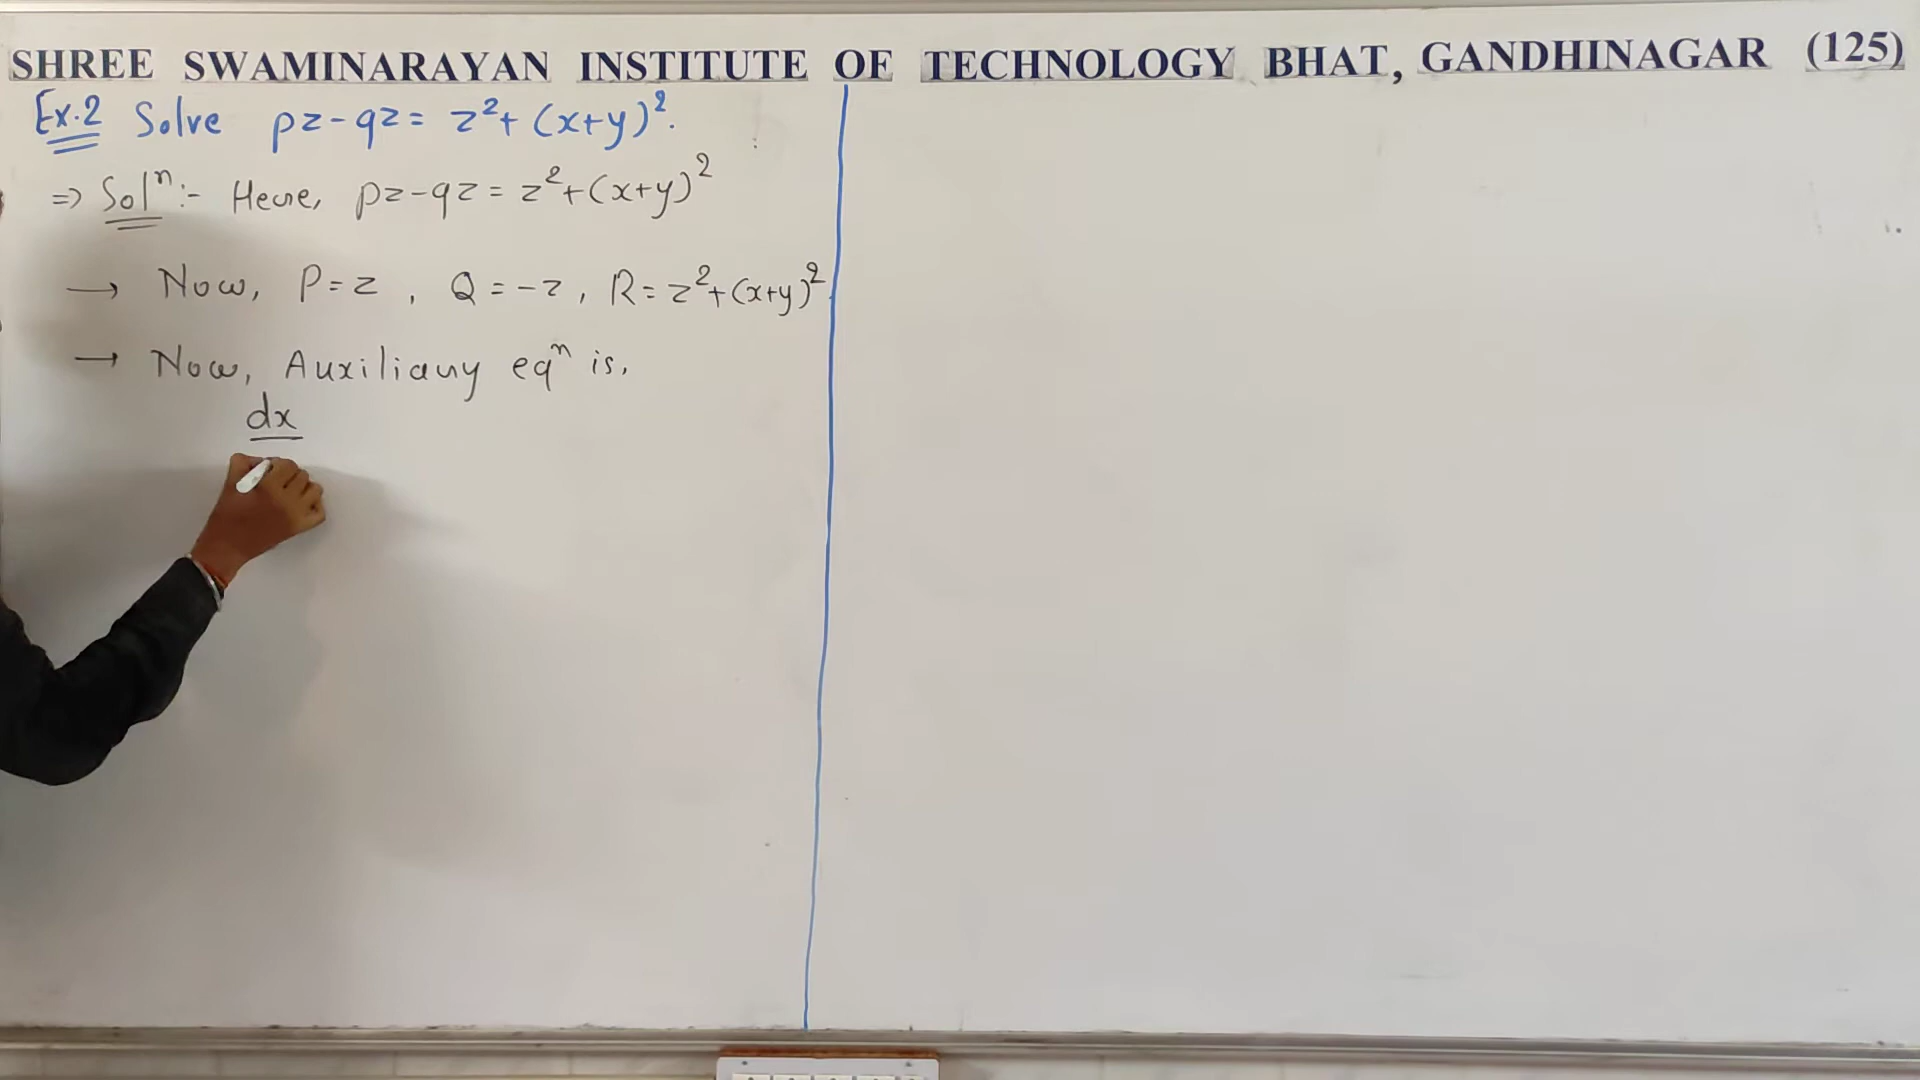 SHREE SWAMINARAYAN INSTITUTE OF TECHNOLOGY BHAT, GANDHINAGAR (125)
Ex.2 Solve pz-qz = z²+(x+y)².
⇒ Solⁿ:- Here, pz-qz = z²+(x+y)²
→ Now, P=z, Q=-z, R=z²+(x+y)²
→ Now, Auxiliary eqⁿ is,
dx